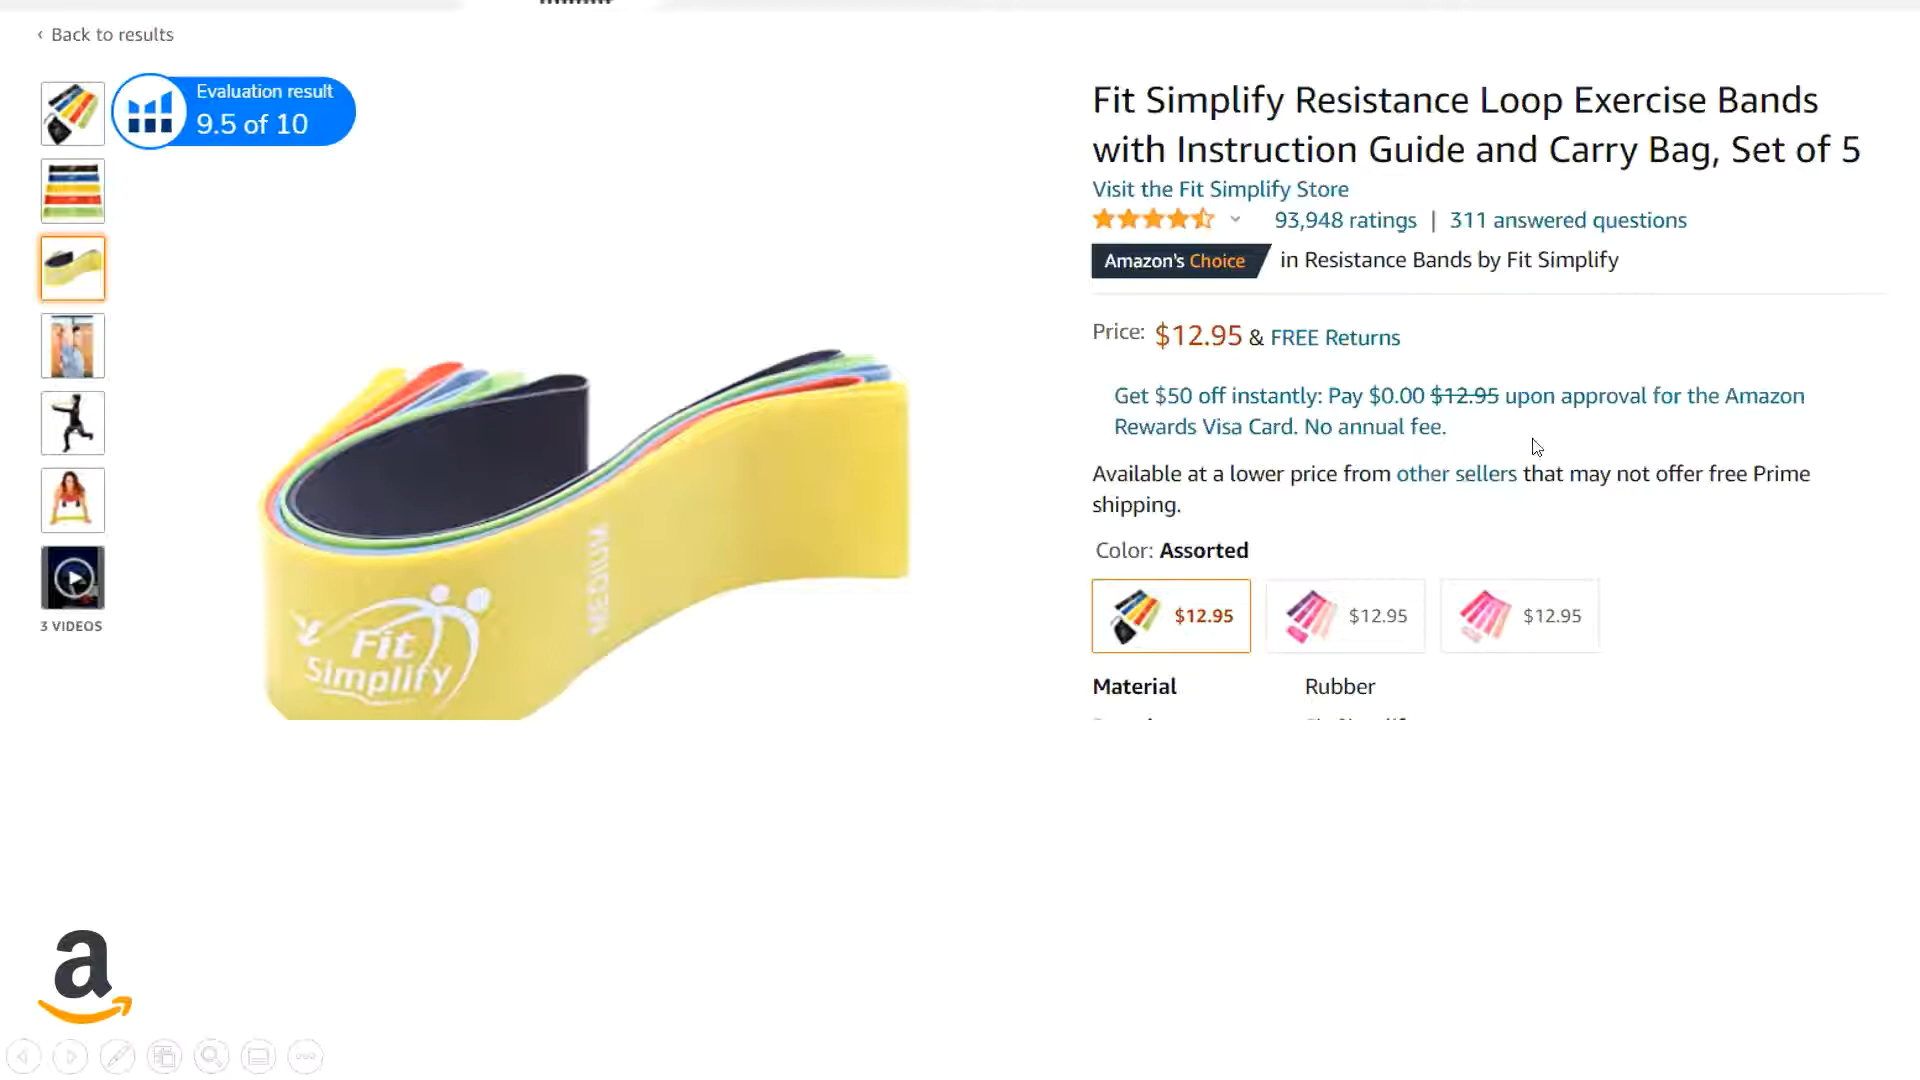 ‹ Back to results
Evaluation result
9.5 of 10
3 VIDEOS
Fit
Simplify
MEDIUM
Fit Simplify Resistance Loop Exercise Bands
with Instruction Guide and Carry Bag, Set of 5
Visit the Fit Simplify Store
93,948 ratings | 311 answered questions
Amazon's Choice in Resistance Bands by Fit Simplify
Price: $12.95 & FREE Returns
Get $50 off instantly: Pay $0.00 $12.95 upon approval for the Amazon
Rewards Visa Card. No annual fee.
Available at a lower price from other sellers that may not offer free Prime
shipping.
Color: Assorted
$12.95 $12.95 $12.95
Material Rubber
a